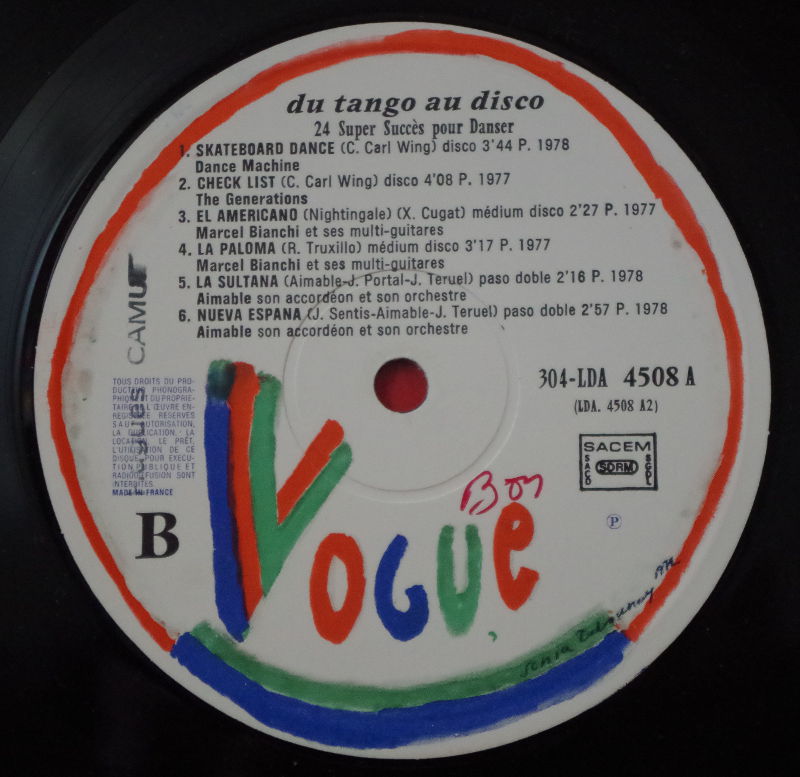 du tango au disco
24 Super Succès pour Danser
1. SKATEBOARD DANCE (C. Carl Wing) disco 3'44 P. 1978
Dance Machine
2. CHECK LIST (C. Carl Wing) disco 4'08 P. 1977
The Generations
3. EL AMERICANO (Nightingale) (X. Cugat) médium disco 2'27 P. 1977
Marcel Bianchi et ses multi-guitares
4. LA PALOMA (R. Truxillo) médium disco 3'17 P. 1977
Marcel Bianchi et ses multi-guitares
5. LA SULTANA (Aimable-J. Portal-J. Teruel) paso doble 2'16 P. 1978
Aimable son accordéon et son orchestre
6. NUEVA ESPANA (J. Sentis-Aimable-J. Teruel) paso doble 2'57 P. 1978
Aimable son accordéon et son orchestre
CAMUT
304-LDA 4508 A
(LDA. 4508 A2)
TOUS DROITS DU PRO-
DUCTEUR PHONOGRA-
PHIQUE ET DU PROPRIE-
TAIRE DE L'ŒUVRE EN-
REGISTREE RESERVES
SAUF AUTORISATION,
LA DUPLICATION, LA
LOCATION, LE PRÊT,
L'UTILISATION DE CE
DISQUE POUR EXECU-
TION PUBLIQUE ET
RADIODIFFUSION SONT
INTERDITES
MADE IN FRANCE
SACEM
SACD
SDRM
SGDL
Bon
P
B
VOGUE